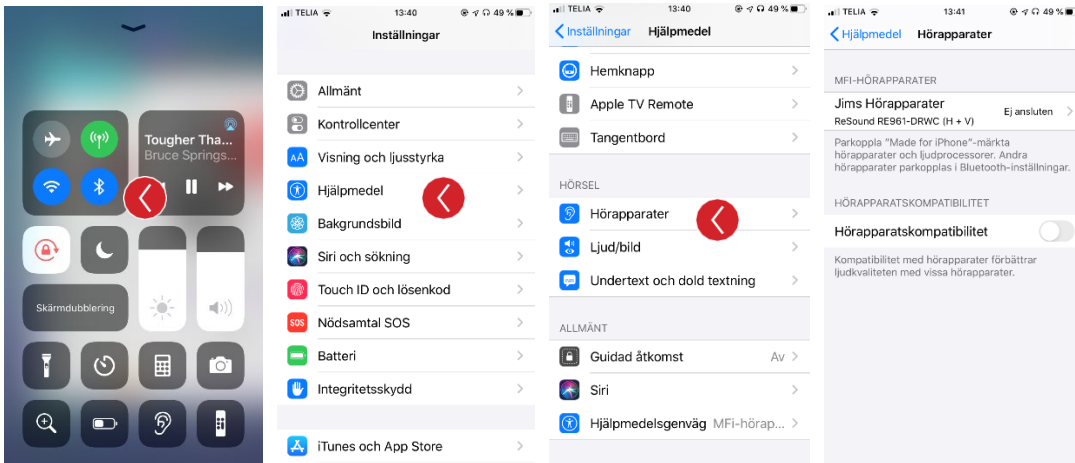 Tougher Tha...
Bruce Springs...
Skärmdubblering
TELIA 13:40 49 %
Inställningar
Allmänt
Kontrollcenter
AA Visning och ljusstyrka
Hjälpmedel
Bakgrundsbild
Siri och sökning
Touch ID och lösenkod
SOS Nödsamtal SOS
Batteri
Integritetsskydd
iTunes och App Store
TELIA 13:40 49 %
Inställningar Hjälpmedel
Hemknapp
Apple TV Remote
Tangentbord
HÖRSEL
Hörapparater
Ljud/bild
Undertext och dold textning
ALLMÄNT
Guidad åtkomst Av
Siri
Hjälpmedelsgenväg MFi-hörap...
TELIA 13:41 49 %
Hjälpmedel Hörapparater
MFI-HÖRAPPARATER
Jims Hörapparater Ej ansluten
ReSound RE961-DRWC (H + V)
Parkoppla "Made for iPhone"-märkta
hörapparater och ljudprocessorer. Andra
hörapparater parkopplas i Bluetooth-inställningar.
HÖRAPPARATSKOMPATIBILITET
Hörapparatskompatibilitet
Kompatibilitet med hörapparater förbättrar
ljudkvaliteten med vissa hörapparater.